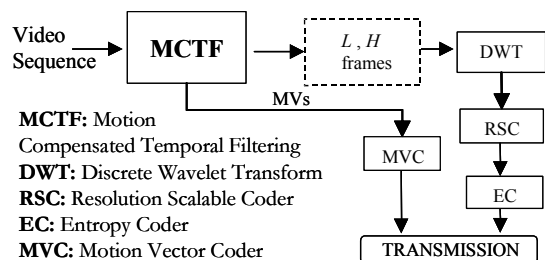 Video
Sequence
MCTF
L , H
frames
DWT
MVs
RSC
MVC
EC
TRANSMISSION
MCTF: Motion
Compensated Temporal Filtering
DWT: Discrete Wavelet Transform
RSC: Resolution Scalable Coder
EC: Entropy Coder
MVC: Motion Vector Coder